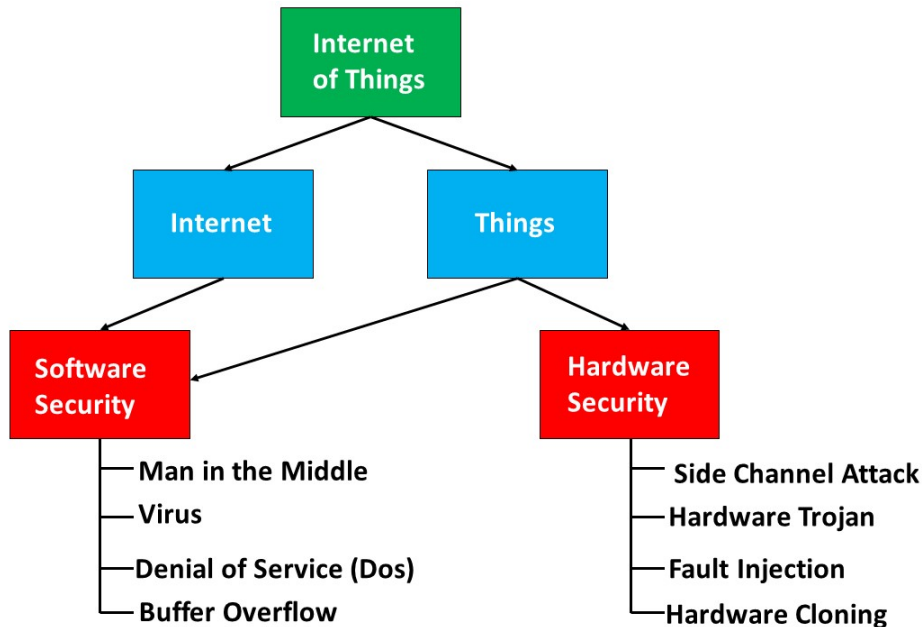 Internet
of Things
Internet
Things
Software
Security
Hardware
Security
Man in the Middle
Virus
Denial of Service (Dos)
Buffer Overflow
Side Channel Attack
Hardware Trojan
Fault Injection
Hardware Cloning